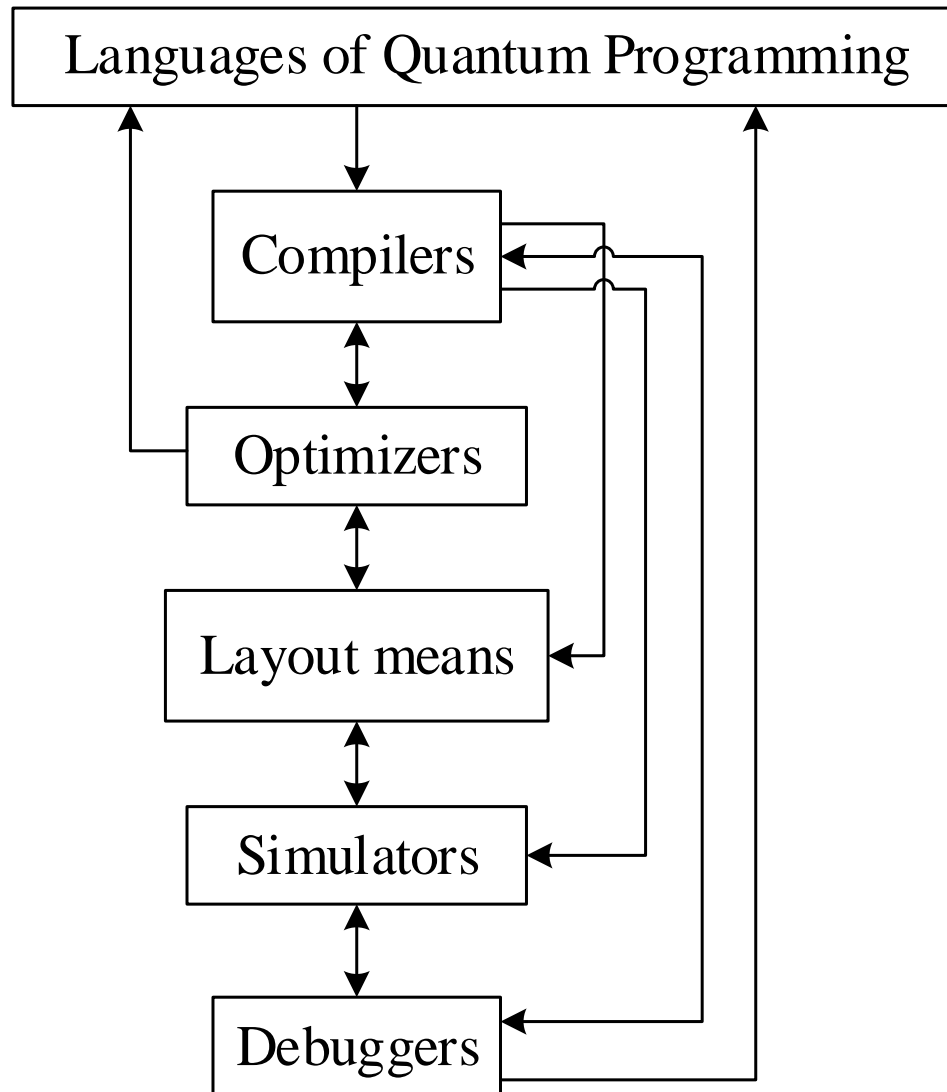 Languages of Quantum Programming
Compilers
Optimizers
Layout means
Simulators
Debuggers